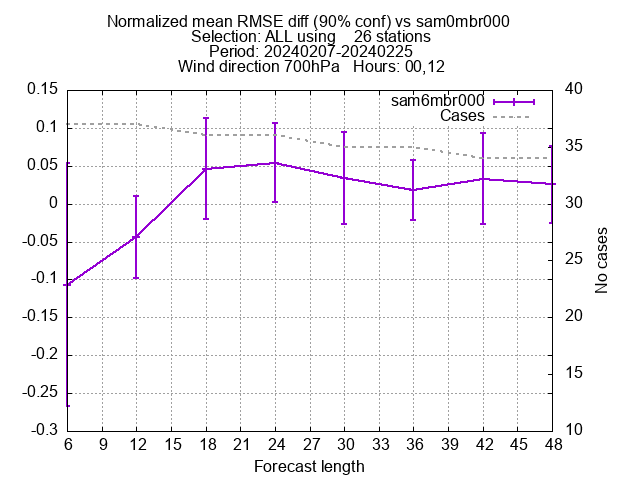 Normalized mean RMSE diff (90% conf) vs sam0mbr000
Selection: ALL using    26 stations
Period: 20240207-20240225
Wind direction 700hPa   Hours: 00,12
sam6mbr000
Cases
0.15
0.1
0.05
0
-0.05
-0.1
-0.15
-0.2
-0.25
-0.3
40
35
30
25
20
15
10
No cases
6 9 12 15 18 21 24 27 30 33 36 39 42 45 48
Forecast length